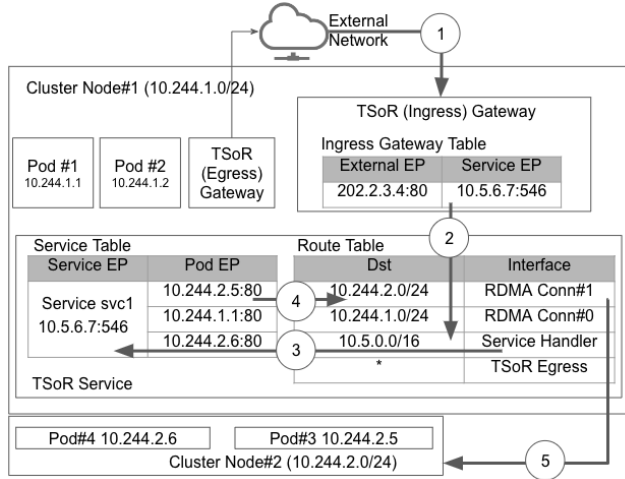 External
Network
1
Cluster Node#1 (10.244.1.0/24)
TSoR (Ingress) Gateway
Ingress Gateway Table
External EP Service EP
202.2.3.4:80 10.5.6.7:546
Pod #1
10.244.1.1
Pod #2
10.244.1.2
TSoR
(Egress)
Gateway
2
Service Table
Service EP Pod EP
Service svc1
10.5.6.7:546
10.244.2.5:80
10.244.1.1:80
10.244.2.6:80
TSoR Service
4
3
Route Table
Dst Interface
10.244.2.0/24 RDMA Conn#1
10.244.1.0/24 RDMA Conn#0
10.5.0.0/16 Service Handler
* TSoR Egress
Pod#4 10.244.2.6 Pod#3 10.244.2.5
Cluster Node#2 (10.244.2.0/24)
5